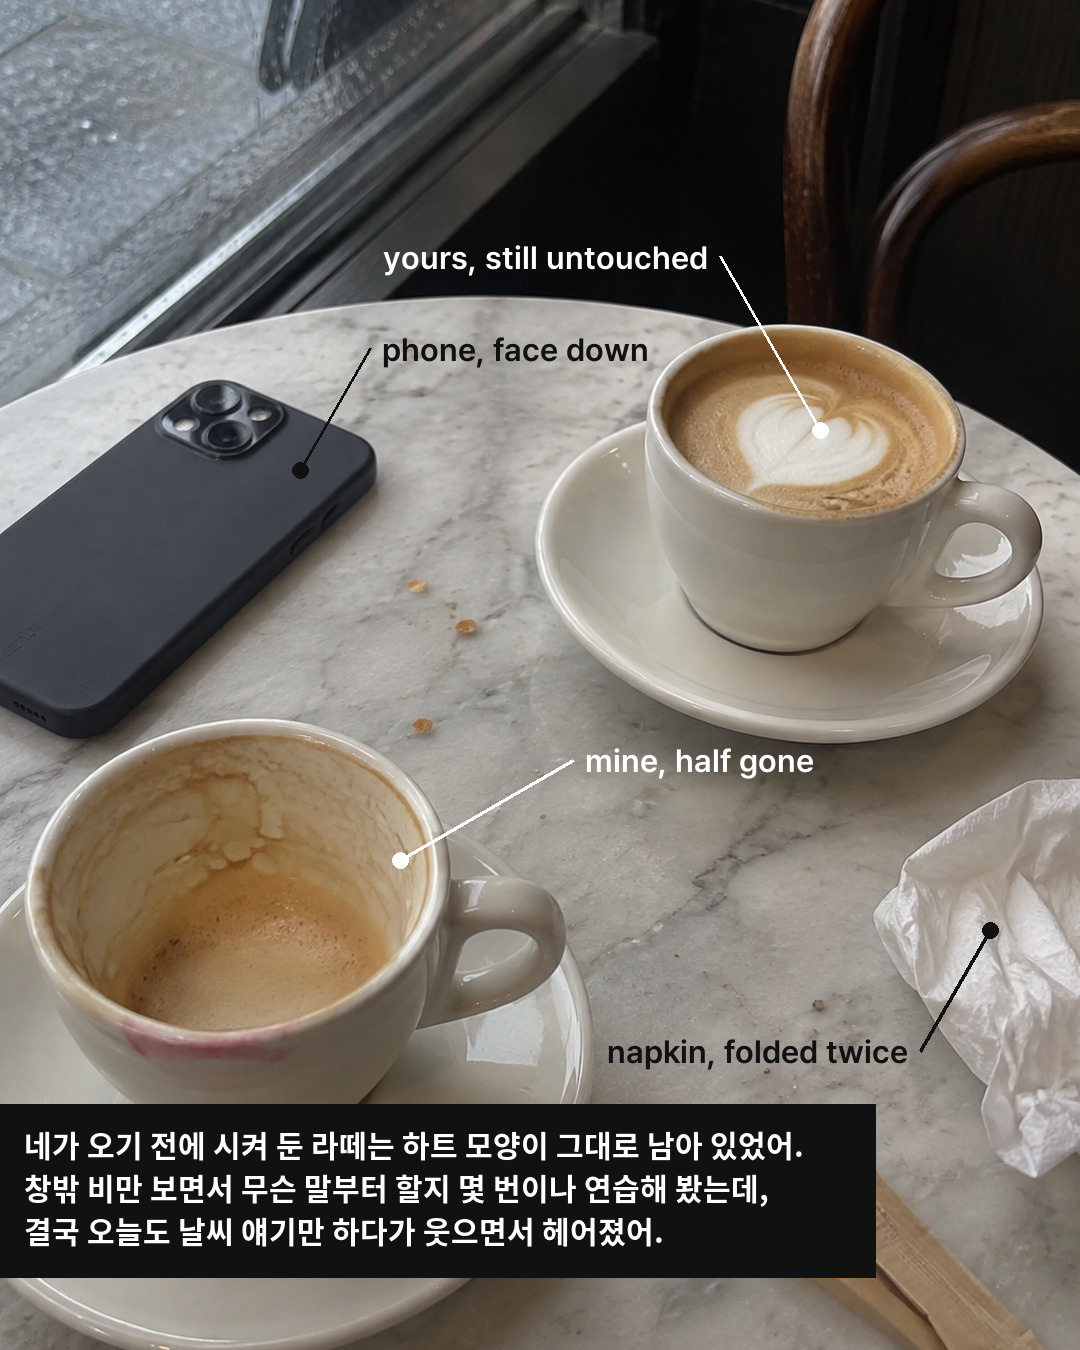 yours, still untouched
phone, face down
mine, half gone
napkin, folded twice
네가 오기 전에 시켜 둔 라떼는 하트 모양이 그대로 남아 있었어.
창밖 비만 보면서 무슨 말부터 할지 몇 번이나 연습해 봤는데,
결국 오늘도 날씨 얘기만 하다가 웃으면서 헤어졌어.